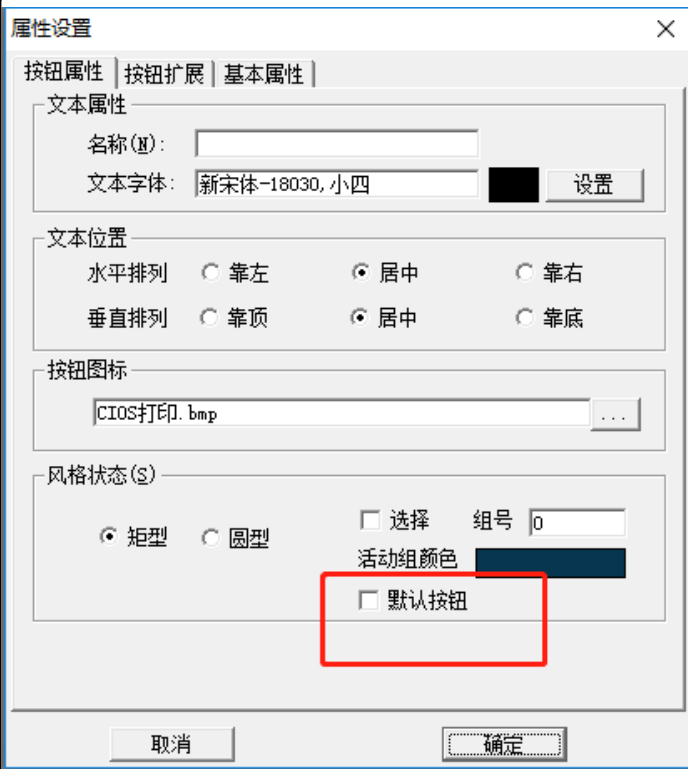 属性设置
按钮属性 按钮扩展 基本属性
文本属性
名称(N):
文本字体: 新宋体-18030,小四 设置
文本位置
水平排列 靠左 居中 靠右
垂直排列 靠顶 居中 靠底
按钮图标
CIOS打印.bmp ...
风格状态(S)
矩型 圆型 选择 组号 0
活动组颜色
默认按钮
取消 确定